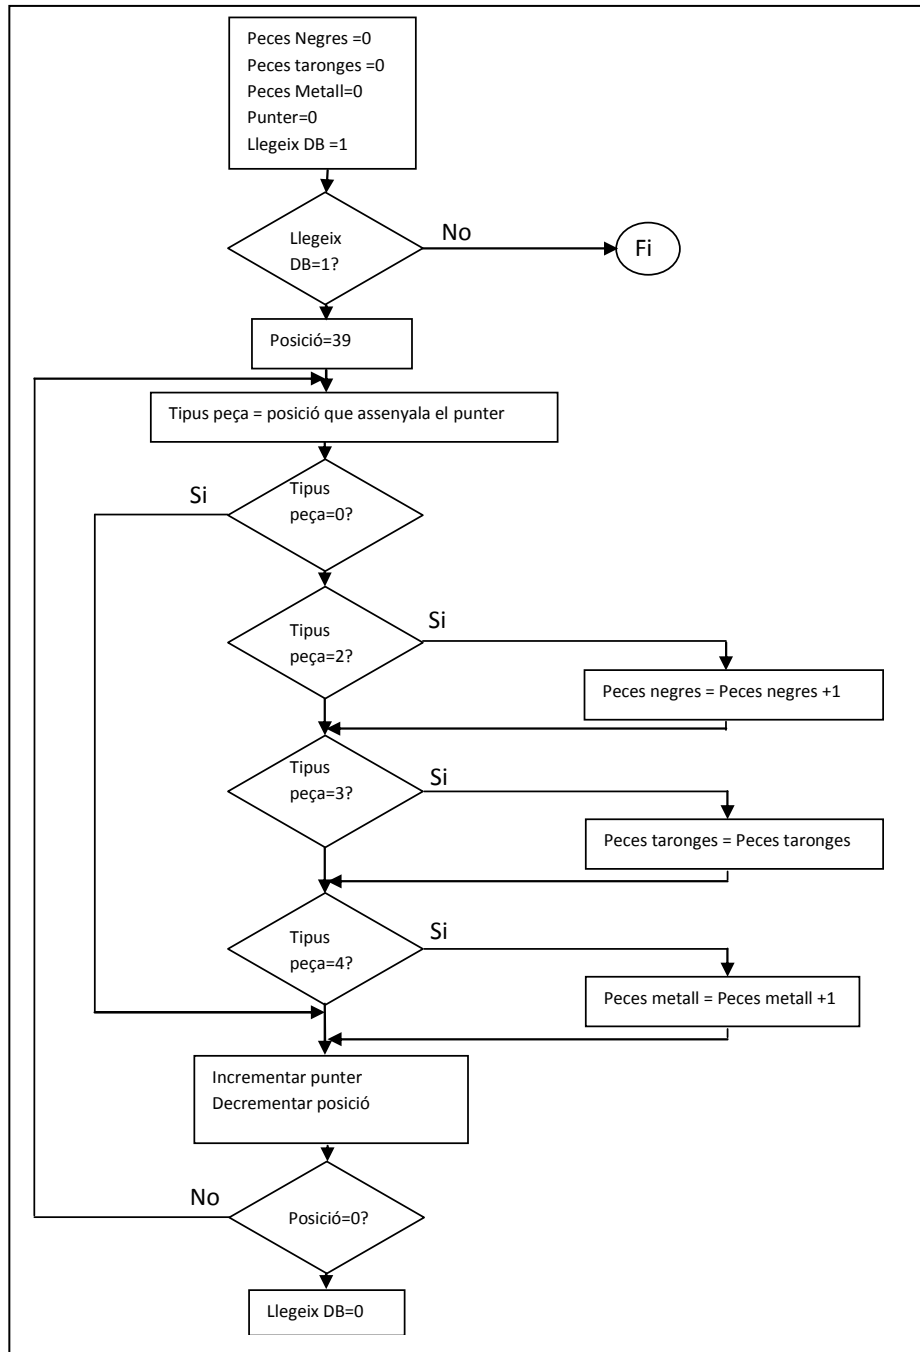 Peces Negres =0
Peces taronges =0
Peces Metall=0
Punter=0
Llegeix DB =1
Llegeix
DB=1?
No
Fi
Posició=39
Tipus peça = posició que assenyala el punter
Si
Tipus
peça=0?
Tipus
peça=2?
Si
Peces negres = Peces negres +1
Tipus
peça=3?
Si
Peces taronges = Peces taronges
Tipus
peça=4?
Si
Peces metall = Peces metall +1
Incrementar punter
Decrementar posició
No
Posició=0?
Llegeix DB=0